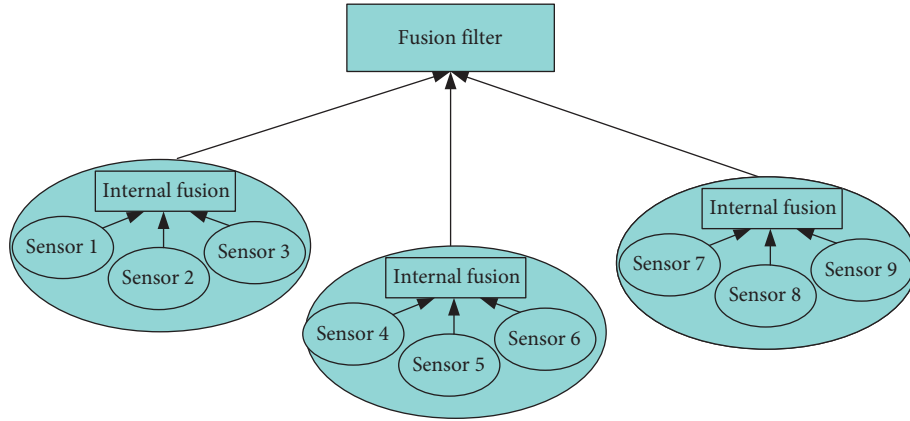 Fusion filter
Internal fusion
Sensor 1
Sensor 2
Sensor 3
Internal fusion
Sensor 4
Sensor 5
Sensor 6
Internal fusion
Sensor 7
Sensor 8
Sensor 9